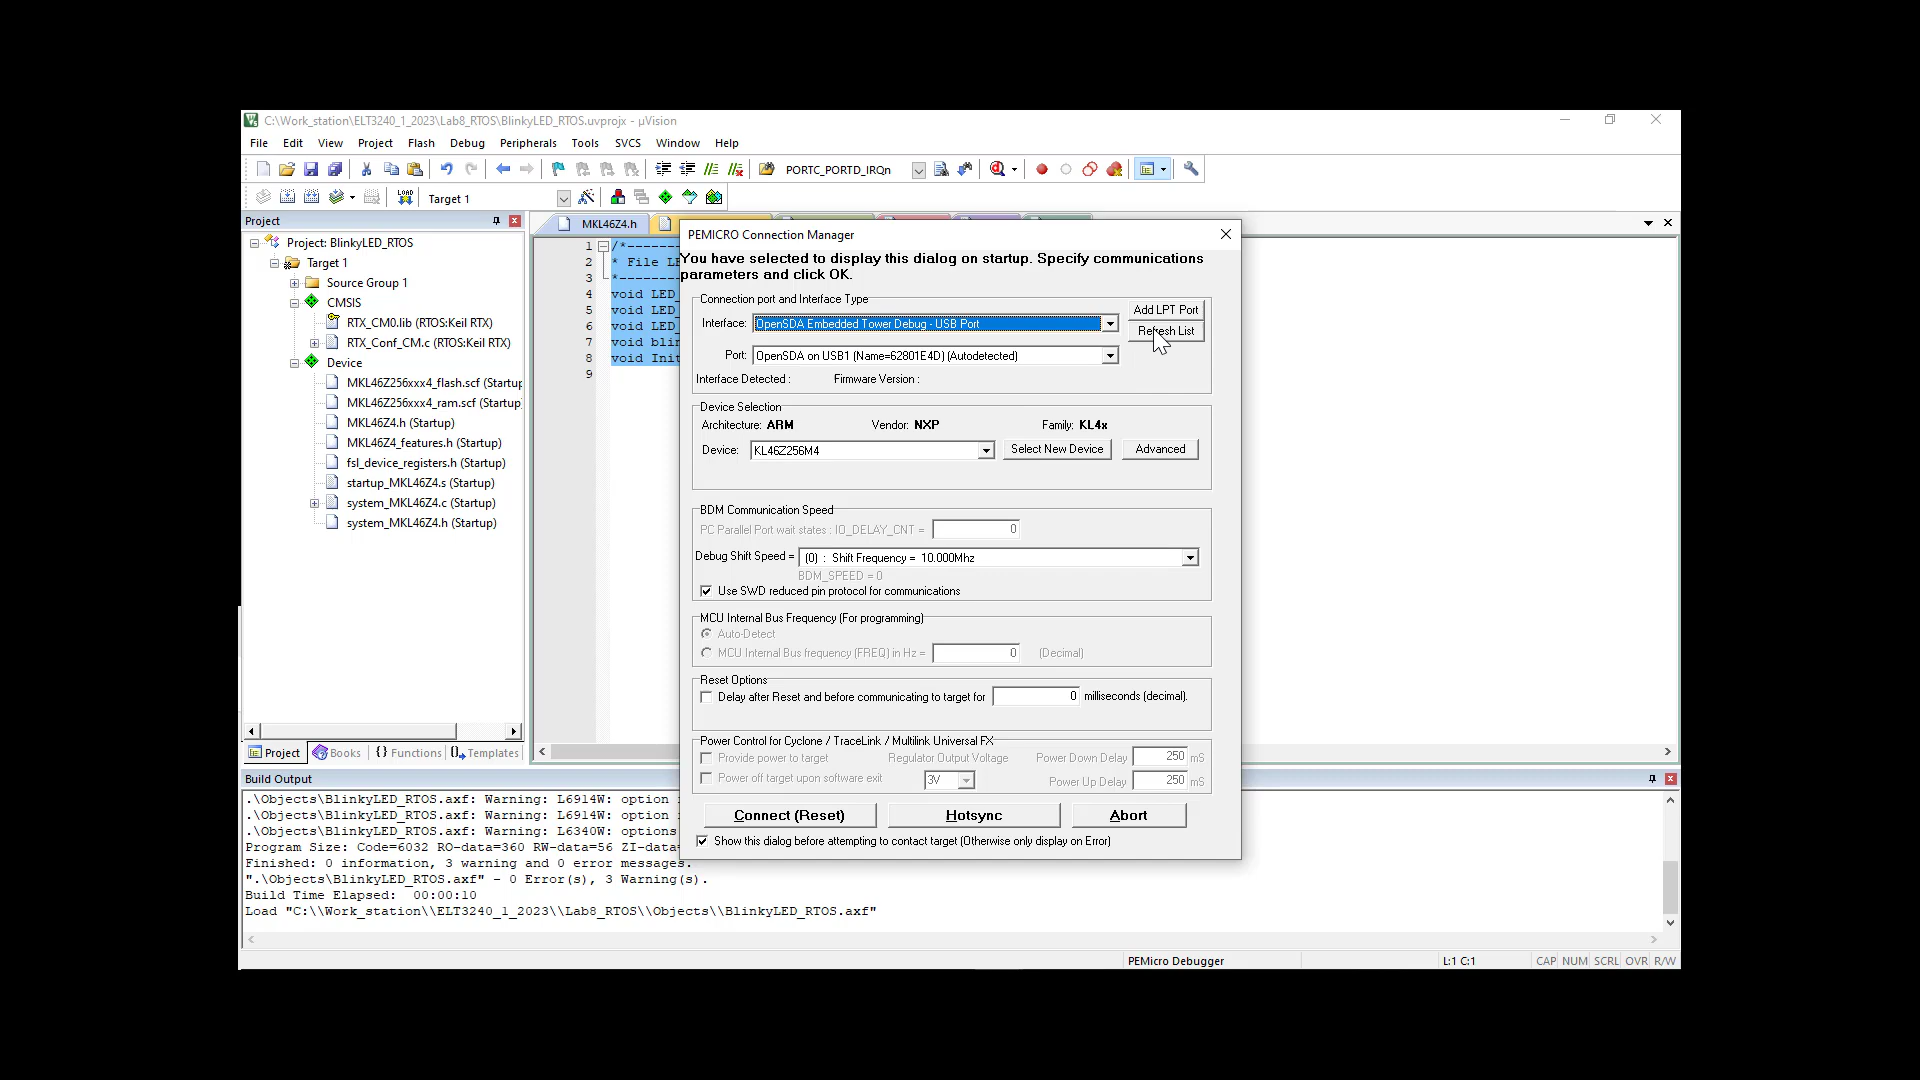 C:\Work_station\ELT3240_1_2023\Lab8_RTOS\BlinkyLED_RTOS.uvprojx - µVision
File Edit View Project Flash Debug Peripherals Tools SVCS Window Help
PORTC_PORTD_IRQn
LOAD Target 1
Project
Project: BlinkyLED_RTOS
Target 1
Source Group 1
CMSIS
RTX_CM0.lib (RTOS:Keil RTX)
RTX_Conf_CM.c (RTOS:Keil RTX)
Device
MKL46Z256xxx4_flash.scf (Startup
MKL46Z256xxx4_ram.scf (Startup
MKL46Z4.h (Startup)
MKL46Z4_features.h (Startup)
fsl_device_registers.h (Startup)
startup_MKL46Z4.s (Startup)
system_MKL46Z4.c (Startup)
system_MKL46Z4.h (Startup)
Project Books Functions Templates
MKL46Z4.h
1 /*------
2 * File LE
3 *------
4 void LED_
5 void LED_
6 void LED_
7 void blin
8 void Init
9
PEMICRO Connection Manager
You have selected to display this dialog on startup. Specify communications
parameters and click OK.
Connection port and Interface Type
Add LPT Port
Interface: OpenSDA Embedded Tower Debug - USB Port
Refresh List
Port: OpenSDA on USB1 (Name=62801E4D) (Autodetected)
Interface Detected : Firmware Version :
Device Selection
Architecture: ARM Vendor: NXP Family: KL4x
Device: KL46Z256M4 Select New Device Advanced
BDM Communication Speed
PC Parallel Port wait states : IO_DELAY_CNT = 0
Debug Shift Speed = (0) : Shift Frequency = 10.000Mhz
BDM_SPEED = 0
Use SWD reduced pin protocol for communications
MCU Internal Bus Frequency (For programming)
Auto-Detect
MCU Internal Bus frequency (FREQ) in Hz = 0 (Decimal)
Reset Options
Delay after Reset and before communicating to target for 0 milliseconds (decimal).
Power Control for Cyclone / TraceLink / Multilink Universal FX
Provide power to target Regulator Output Voltage Power Down Delay 250 mS
Power off target upon software exit 3V Power Up Delay 250 mS
Connect (Reset) Hotsync Abort
Show this dialog before attempting to contact target (Otherwise only display on Error)
Build Output
.\Objects\BlinkyLED_RTOS.axf: Warning: L6914W: option
.\Objects\BlinkyLED_RTOS.axf: Warning: L6914W: option
.\Objects\BlinkyLED_RTOS.axf: Warning: L6340W: options
Program Size: Code=6032 RO-data=360 RW-data=56 ZI-data=
Finished: 0 information, 3 warning and 0 error messages.
".\Objects\BlinkyLED_RTOS.axf" - 0 Error(s), 3 Warning(s).
Build Time Elapsed: 00:00:10
Load "C:\\Work_station\\ELT3240_1_2023\\Lab8_RTOS\\Objects\\BlinkyLED_RTOS.axf"
PEMicro Debugger L:1 C:1 CAP NUM SCRL OVR R/W